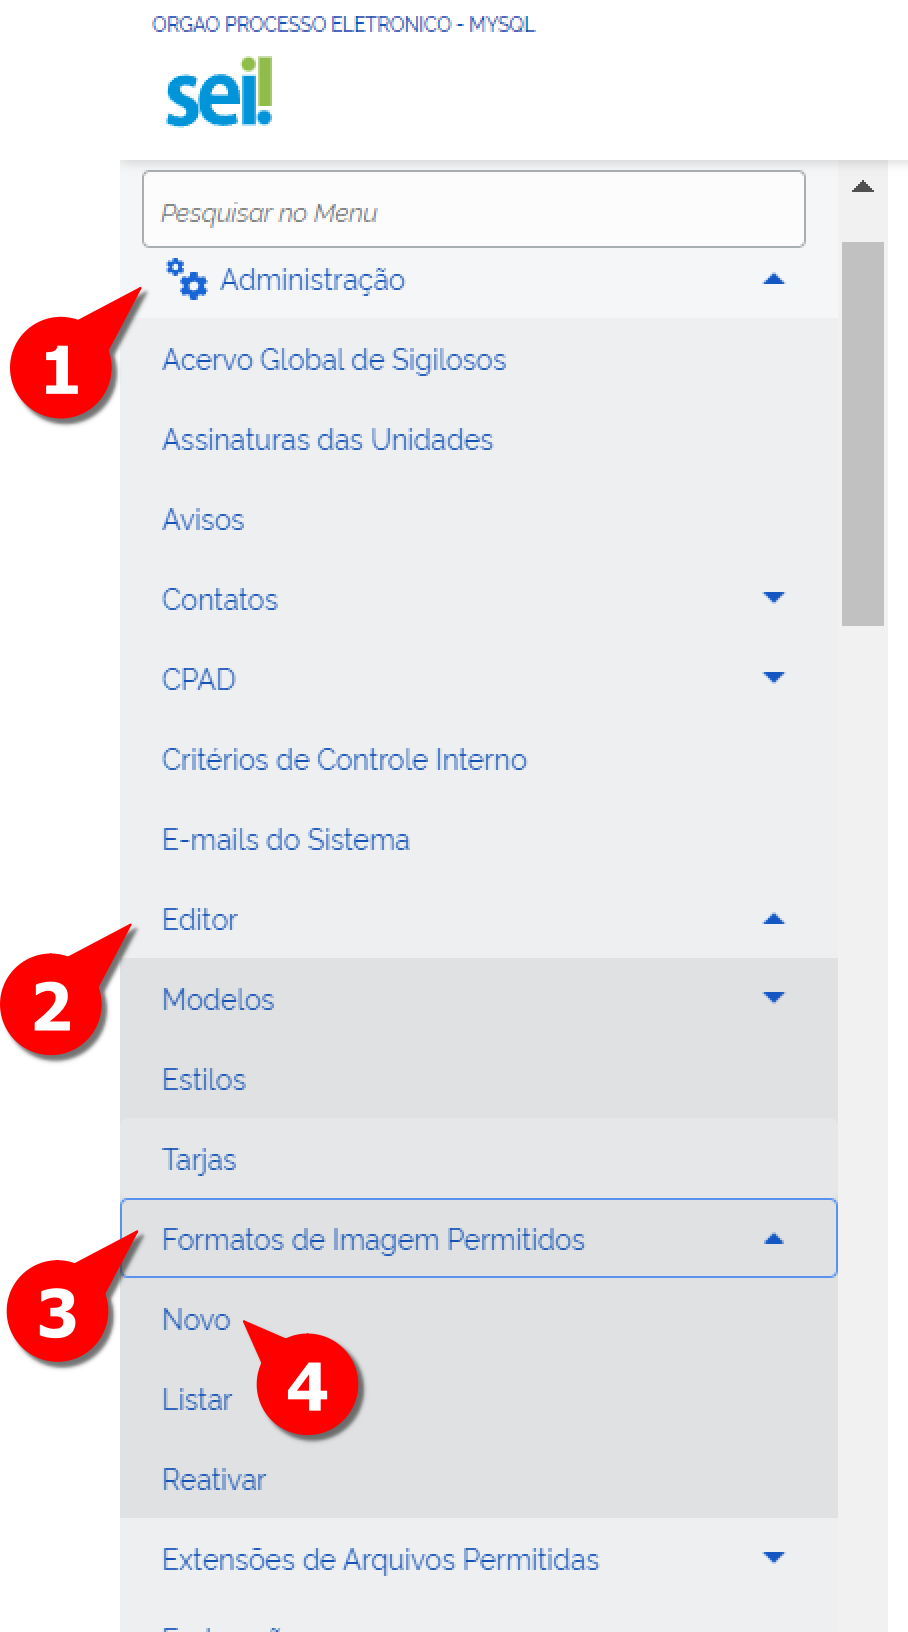 ORGAO PROCESSO ELETRONICO - MYSQL
sei!
Pesquisar no Menu
Administração
1
Acervo Global de Sigilosos
Assinaturas das Unidades
Avisos
Contatos
CPAD
Critérios de Controle Interno
E-mails do Sistema
Editor
2
Modelos
Estilos
Tarjas
Formatos de Imagem Permitidos
3
Novo
4
Listar
Reativar
Extensões de Arquivos Permitidas